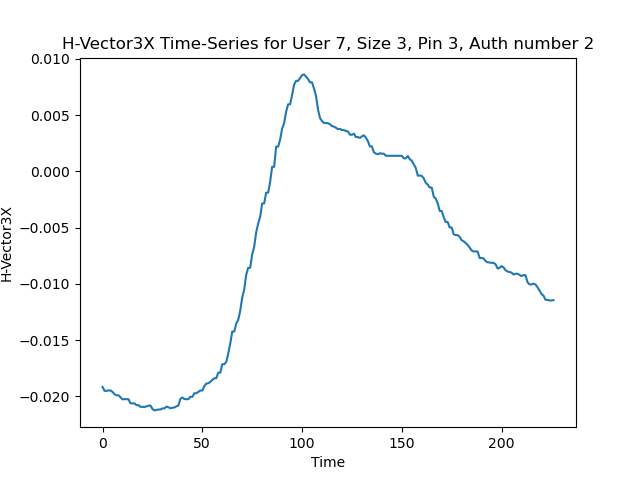 H-Vector3X Time-Series for User 7, Size 3, Pin 3, Auth number 2
0.010
0.005
0.000
−0.005
−0.010
−0.015
−0.020
H-Vector3X
0 50 100 150 200
Time